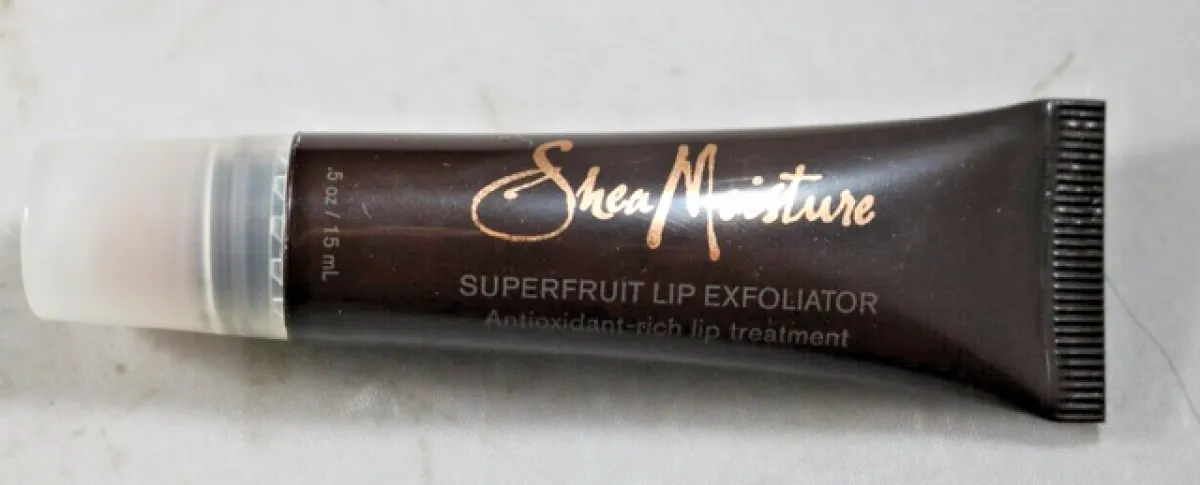 SheaMoisture
SUPERFRUIT LIP EXFOLIATOR
Antioxidant-rich lip treatment
.5 oz / 15 mL